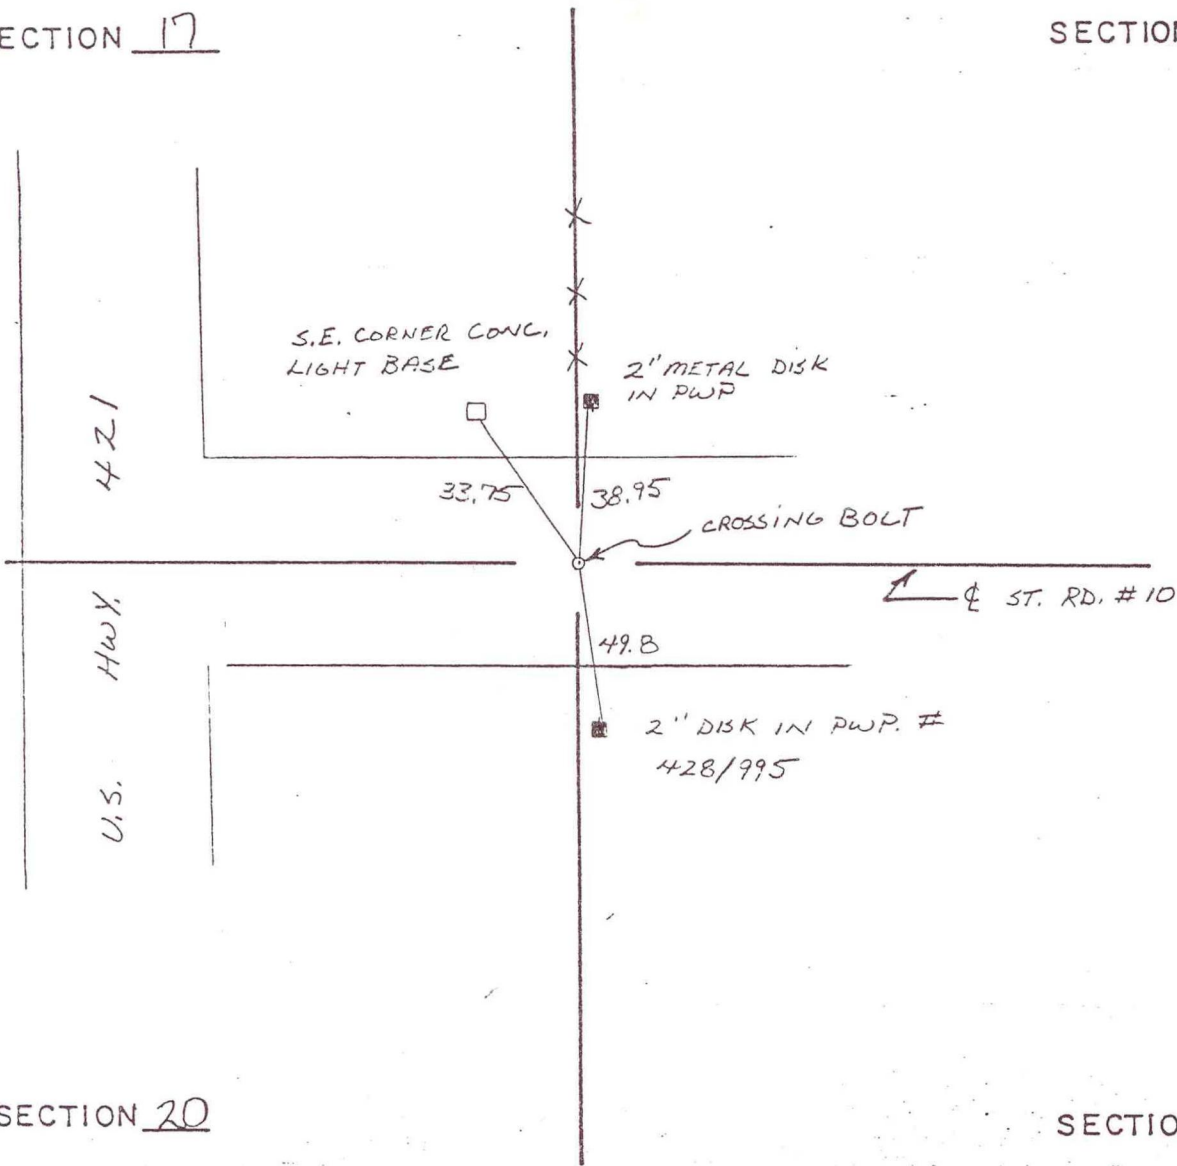 ECTION 17
SECTION
S.E. CORNER CONC.
LIGHT BASE
2" METAL DISK
IN PWP
U.S. HWY. 421
33.75
38.95
CROSSING BOLT
℄ ST. RD. #10
49.8
2" DISK IN PWP. #
428/995
SECTION 20
SECTIO